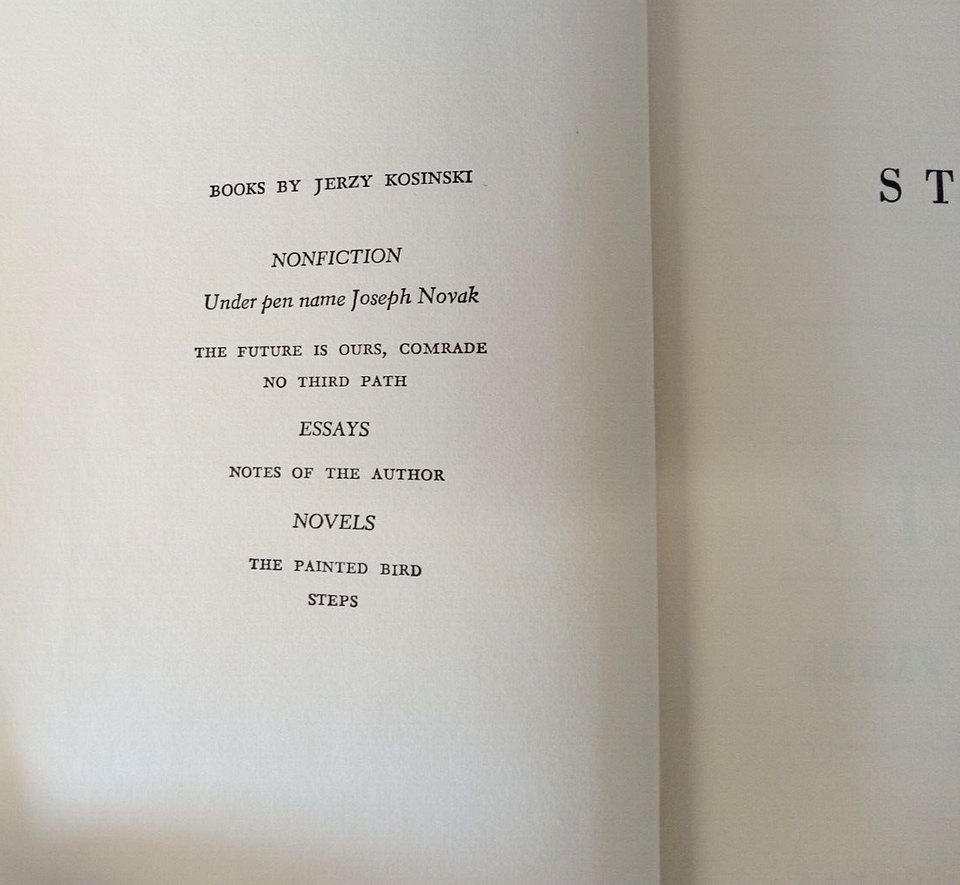 BOOKS BY JERZY KOSINSKI
NONFICTION
Under pen name Joseph Novak
THE FUTURE IS OURS, COMRADE
NO THIRD PATH
ESSAYS
NOTES OF THE AUTHOR
NOVELS
THE PAINTED BIRD
STEPS
S T